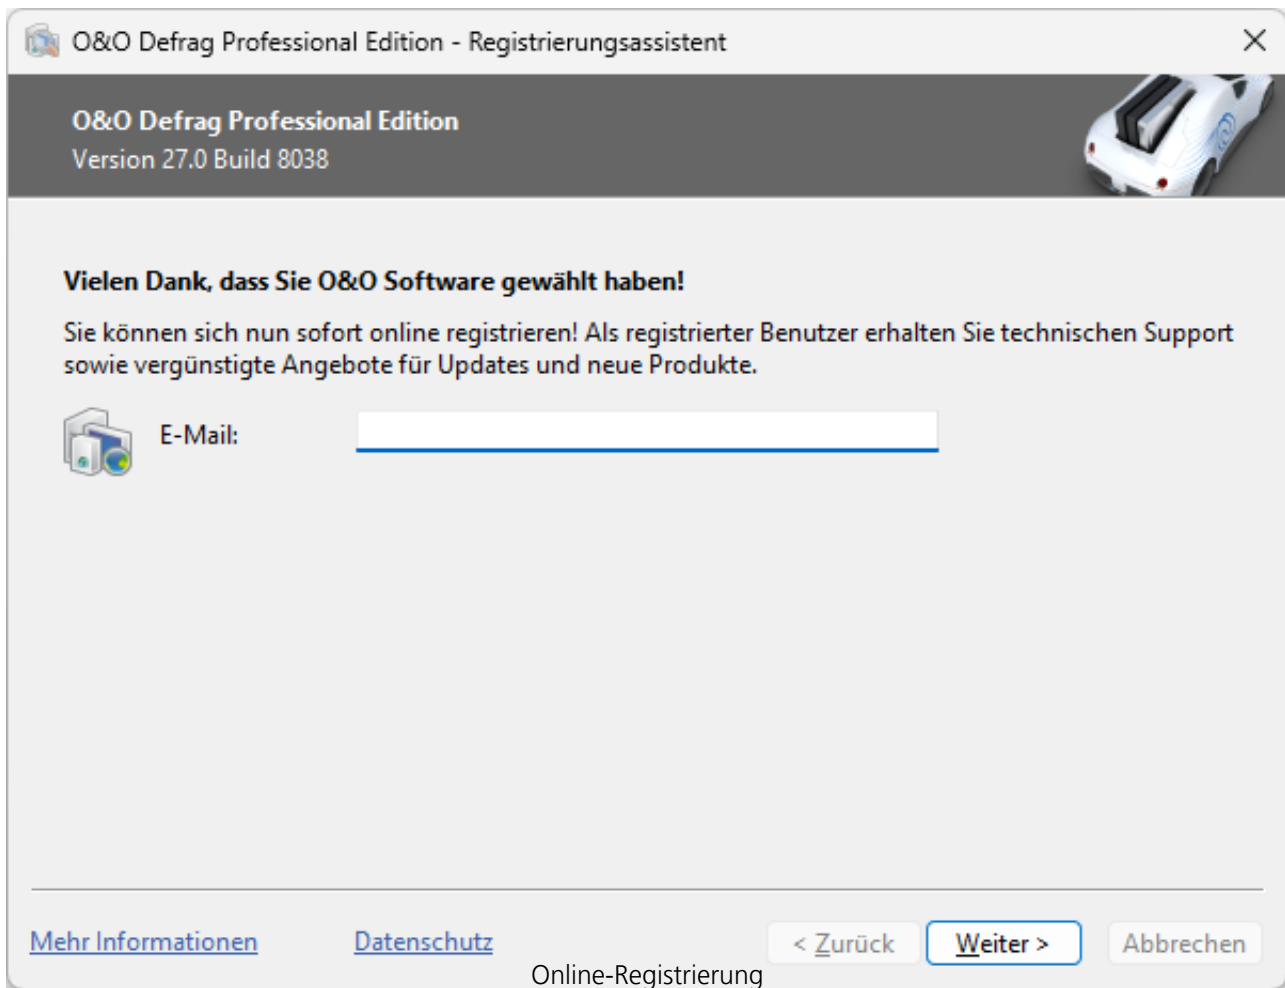 O&O Defrag Professional Edition - Registrierungsassistent
O&O Defrag Professional Edition
Version 27.0 Build 8038
Vielen Dank, dass Sie O&O Software gewählt haben!
Sie können sich nun sofort online registrieren! Als registrierter Benutzer erhalten Sie technischen Support
sowie vergünstigte Angebote für Updates und neue Produkte.
E-Mail:
Mehr Informationen Datenschutz < Zurück Weiter > Abbrechen
Online-Registrierung